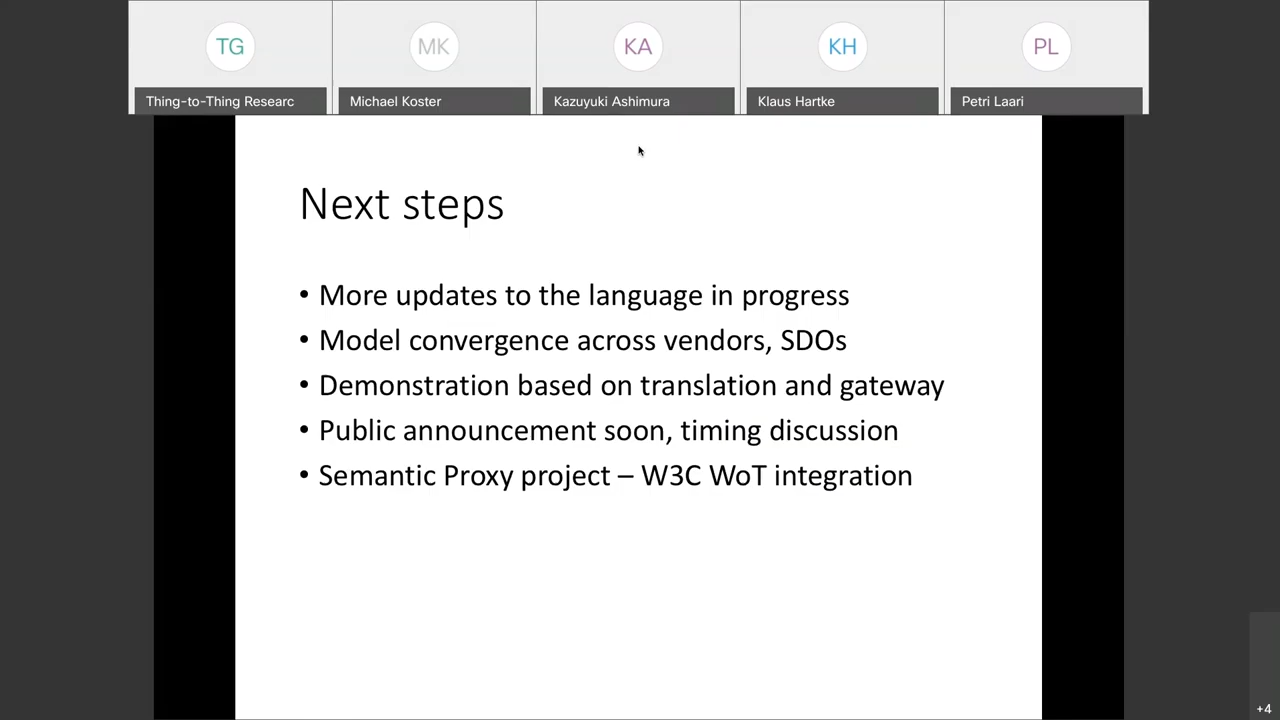 TG
MK
KA
KH
PL
Thing-to-Thing Researc
Michael Koster
Kazuyuki Ashimura
Klaus Hartke
Petri Laari
Next steps
• More updates to the language in progress
• Model convergence across vendors, SDOs
• Demonstration based on translation and gateway
• Public announcement soon, timing discussion
• Semantic Proxy project – W3C WoT integration
+4